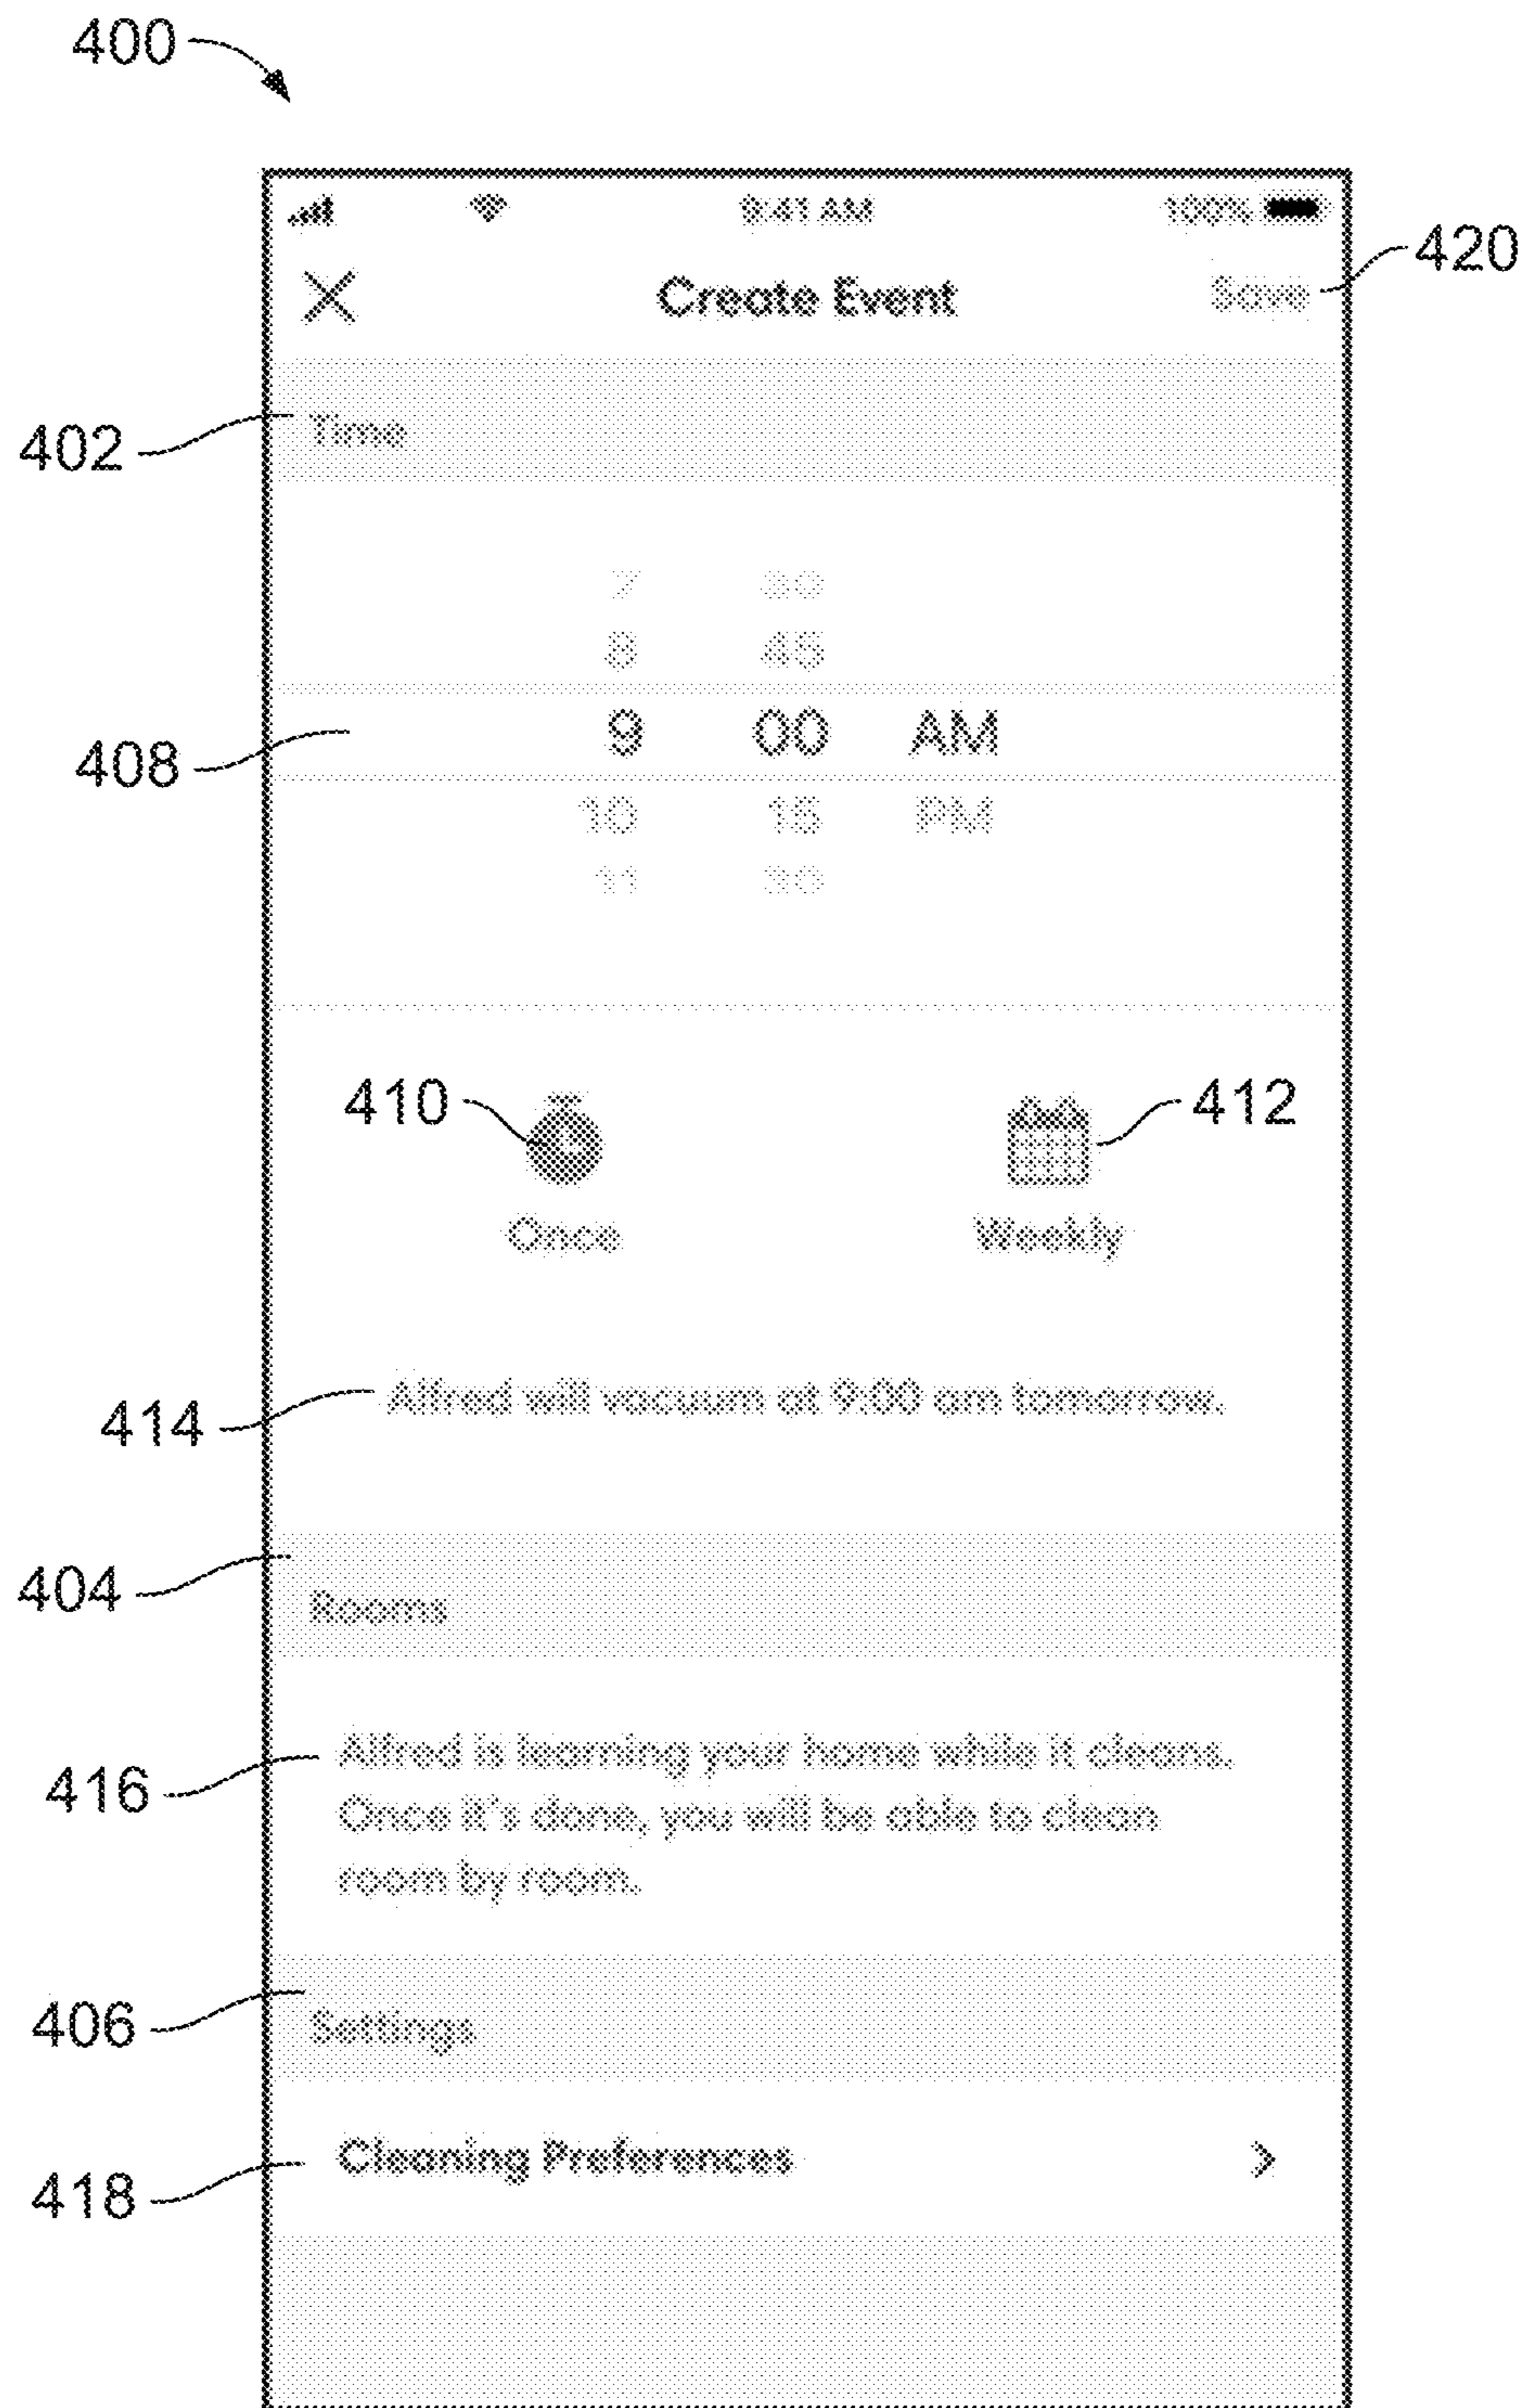 400
9:41 AM 100%
Create Event Save 420
402 Time
7 30
8 45
408 9 00 AM
10 15 PM
11 30
410 412
Once Weekly
414 Alfred will vacuum at 9:00 am tomorrow.
404
Rooms
416 Alfred is learning your home while it cleans.
Once it's done, you will be able to clean
room by room.
406 Settings
418 Cleaning Preferences